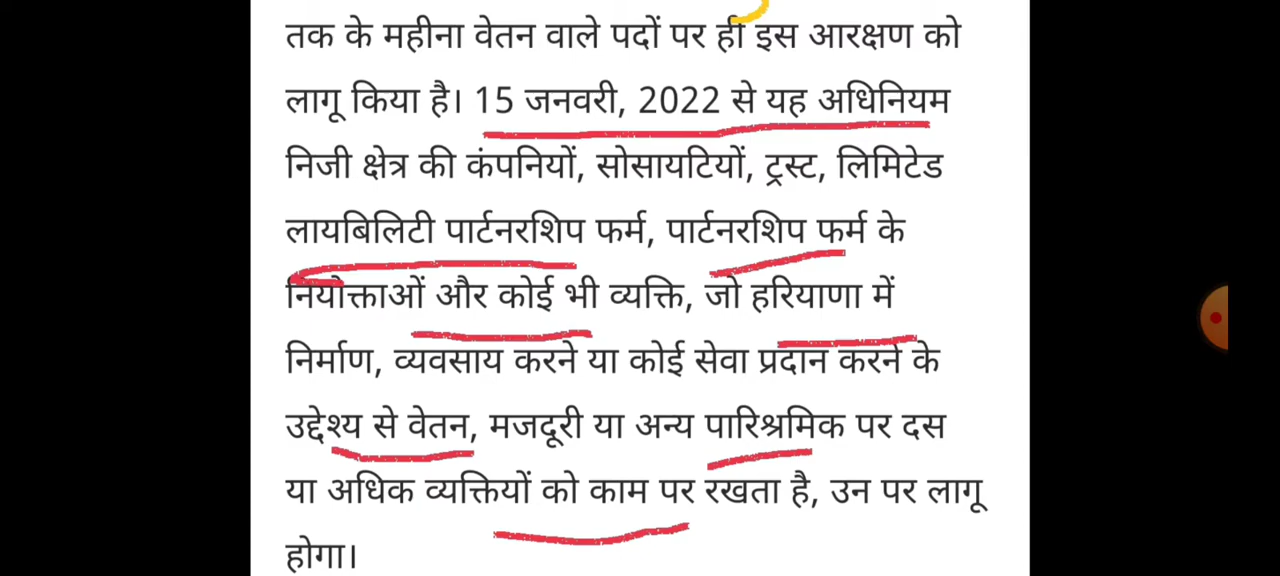 तक के महीना वेतन वाले पदों पर ही इस आरक्षण को
लागू किया है। 15 जनवरी, 2022 से यह अधिनियम
निजी क्षेत्र की कंपनियों, सोसायटियों, ट्रस्ट, लिमिटेड
लायबिलिटी पार्टनरशिप फर्म, पार्टनरशिप फर्म के
नियोक्ताओं और कोई भी व्यक्ति, जो हरियाणा में
निर्माण, व्यवसाय करने या कोई सेवा प्रदान करने के
उद्देश्य से वेतन, मजदूरी या अन्य पारिश्रमिक पर दस
या अधिक व्यक्तियों को काम पर रखता है, उन पर लागू
होगा।